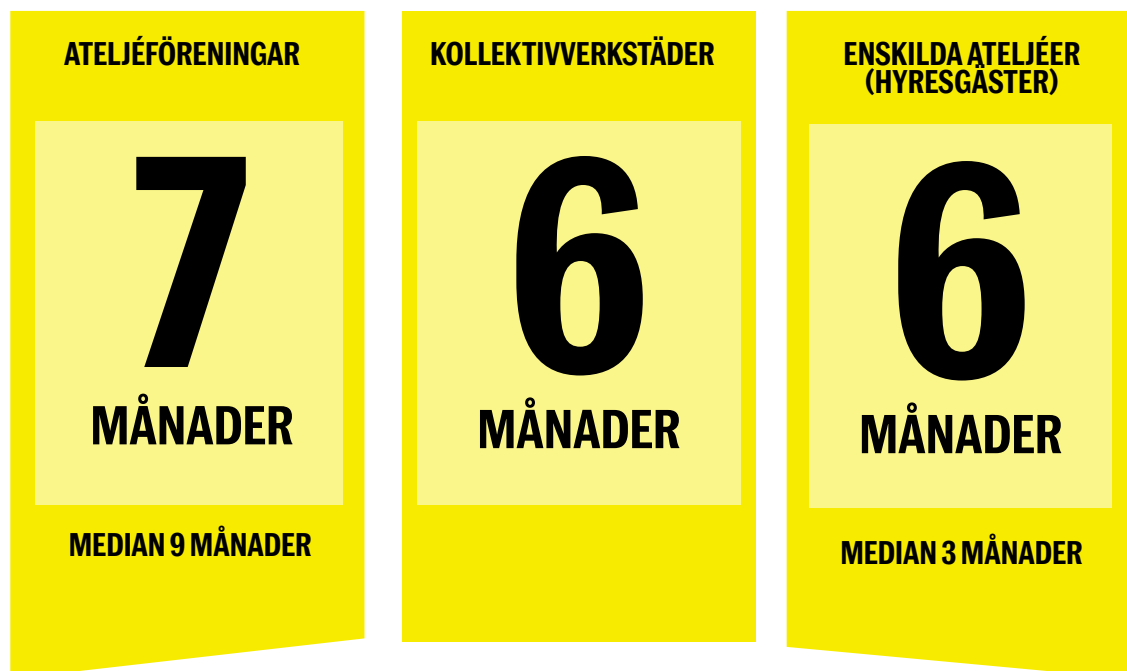 ATELJÉFÖRENINGAR
7
MÅNADER
MEDIAN 9 MÅNADER
KOLLEKTIVVERKSTÄDER
6
MÅNADER
ENSKILDA ATELJÉER
(HYRESGÄSTER)
6
MÅNADER
MEDIAN 3 MÅNADER